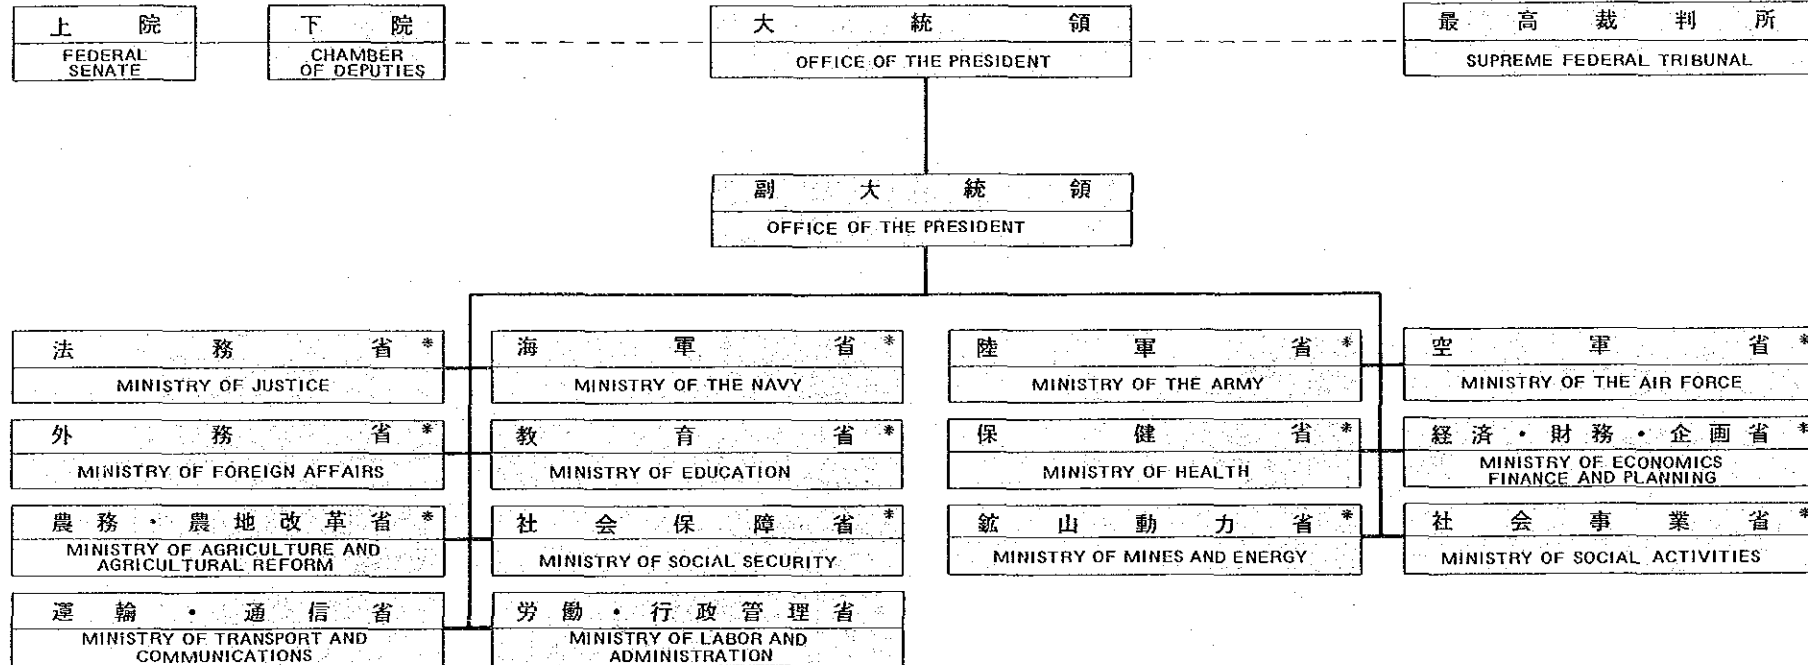 上院
FEDERAL
SENATE
下院
CHAMBER
OF DEPUTIES
大統領
OFFICE OF THE PRESIDENT
最高裁判所
SUPREME FEDERAL TRIBUNAL
副大統領
OFFICE OF THE PRESIDENT
法務省*
MINISTRY OF JUSTICE
海軍省*
MINISTRY OF THE NAVY
陸軍省*
MINISTRY OF THE ARMY
空軍省*
MINISTRY OF THE AIR FORCE
外務省*
MINISTRY OF FOREIGN AFFAIRS
教育省*
MINISTRY OF EDUCATION
保健省*
MINISTRY OF HEALTH
経済・財務・企画省*
MINISTRY OF ECONOMICS
FINANCE AND PLANNING
農務・農地改革省*
MINISTRY OF AGRICULTURE AND
AGRICULTURAL REFORM
社会保障省*
MINISTRY OF SOCIAL SECURITY
鉱山動力省*
MINISTRY OF MINES AND ENERGY
社会事業省*
MINISTRY OF SOCIAL ACTIVITIES
運輸・通信省
MINISTRY OF TRANSPORT AND
COMMUNICATIONS
労働・行政管理省
MINISTRY OF LABOR AND
ADMINISTRATION